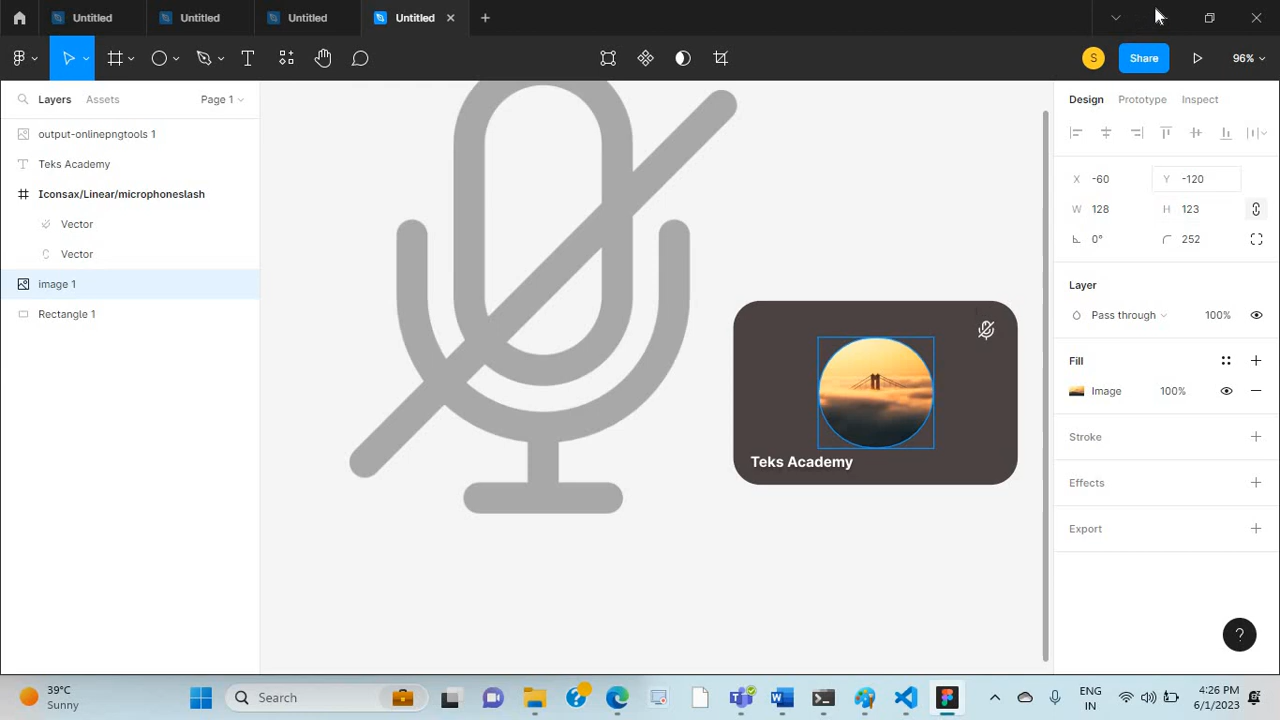 Untitled
Untitled
Untitled
Untitled
Share
96%
Layers
Assets
Page 1
output-onlinepngtools 1
Teks Academy
Iconsax/Linear/microphoneslash
Vector
Vector
image 1
Rectangle 1
Teks Academy
Design
Prototype
Inspect
X -60
Y -120
W 128
H 123
0°
252
Layer
Pass through
100%
Fill
Image
100%
Stroke
Effects
Export
?
39°C
Sunny
Search
ENG
IN
4:26 PM
6/1/2023